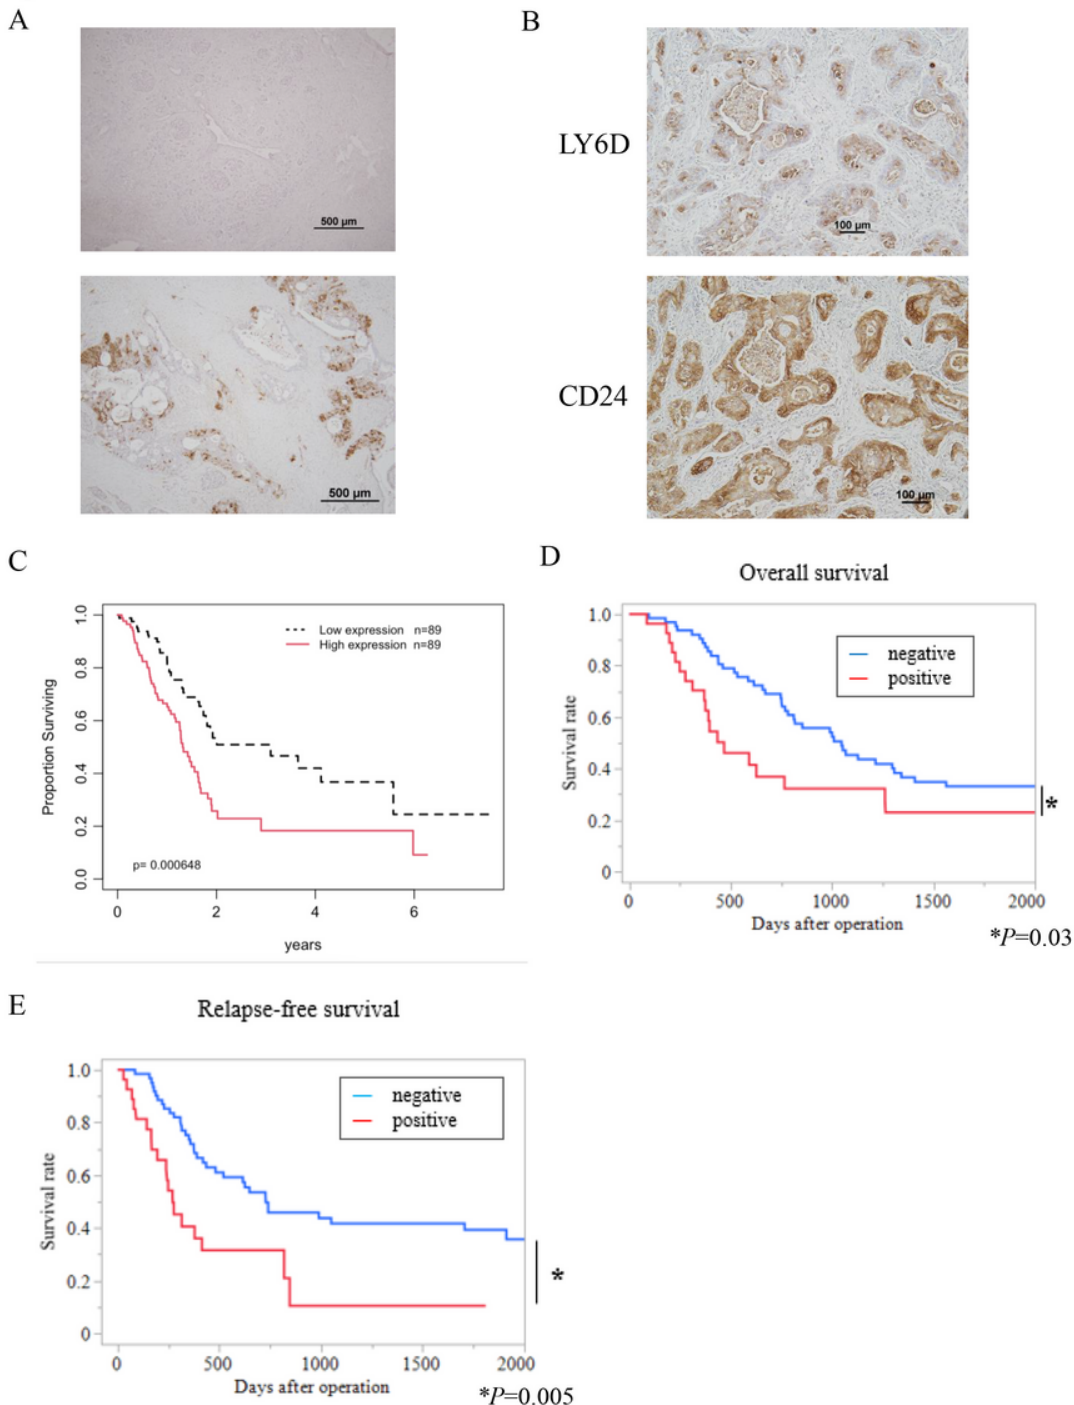 A
B
500 µm
LY6D
100 µm
500 µm
CD24
100 µm
C
Low expression n=89
High expression n=89
Proportion Surviving
1.0
0.8
0.6
0.4
0.2
0.0
p= 0.000648
0 2 4 6
years
D
Overall survival
negative
positive
Survival rate
1.0
0.8
0.6
0.4
0.2
0
*
0 500 1000 1500 2000
Days after operation
*P=0.03
E
Relapse-free survival
negative
positive
Survival rate
1.0
0.8
0.6
0.4
0.2
0
*
0 500 1000 1500 2000
Days after operation
*P=0.005